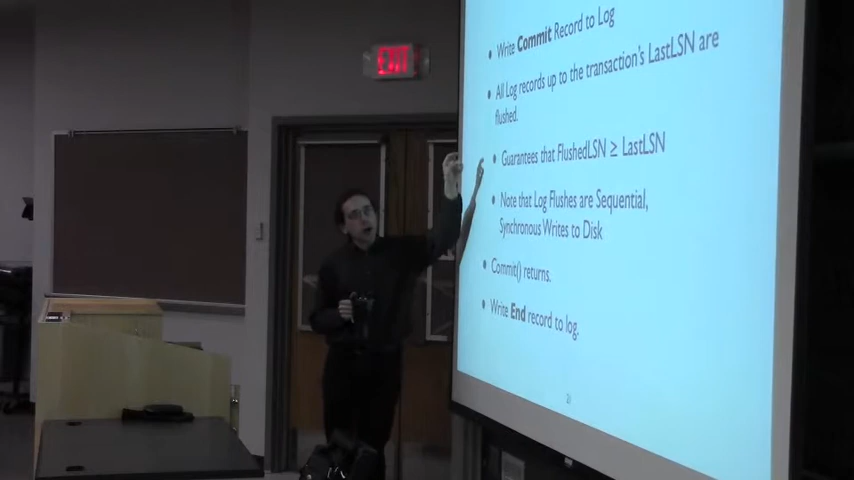 EXIT
• Write Commit Record to Log
• All Log records up to the transaction's LastLSN are
flushed.
• Guarantees that FlushedLSN ≥ LastLSN
• Note that Log Flushes are Sequential,
Synchronous Writes to Disk
• Commit() returns.
• Write End record to log.